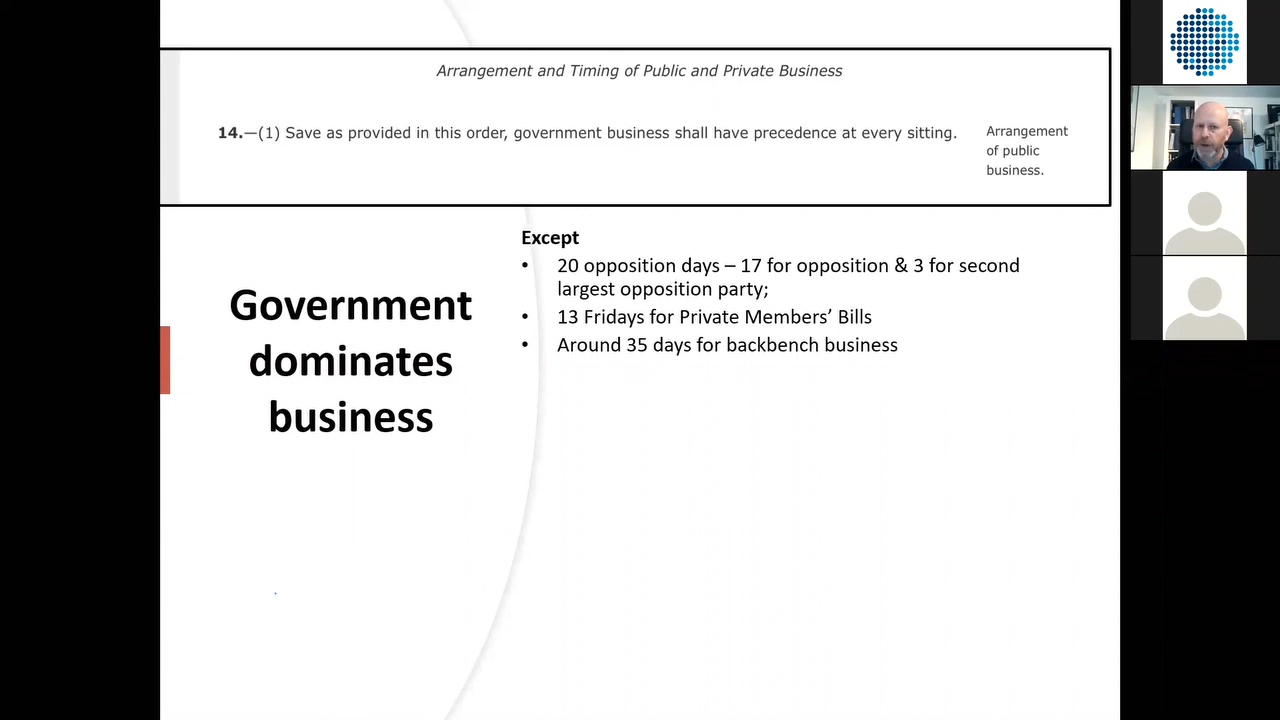 Arrangement and Timing of Public and Private Business
14.—(1) Save as provided in this order, government business shall have precedence at every sitting.
Arrangement
of public
business.
Government
dominates
business
Except
• 20 opposition days – 17 for opposition & 3 for second
largest opposition party;
• 13 Fridays for Private Members’ Bills
• Around 35 days for backbench business